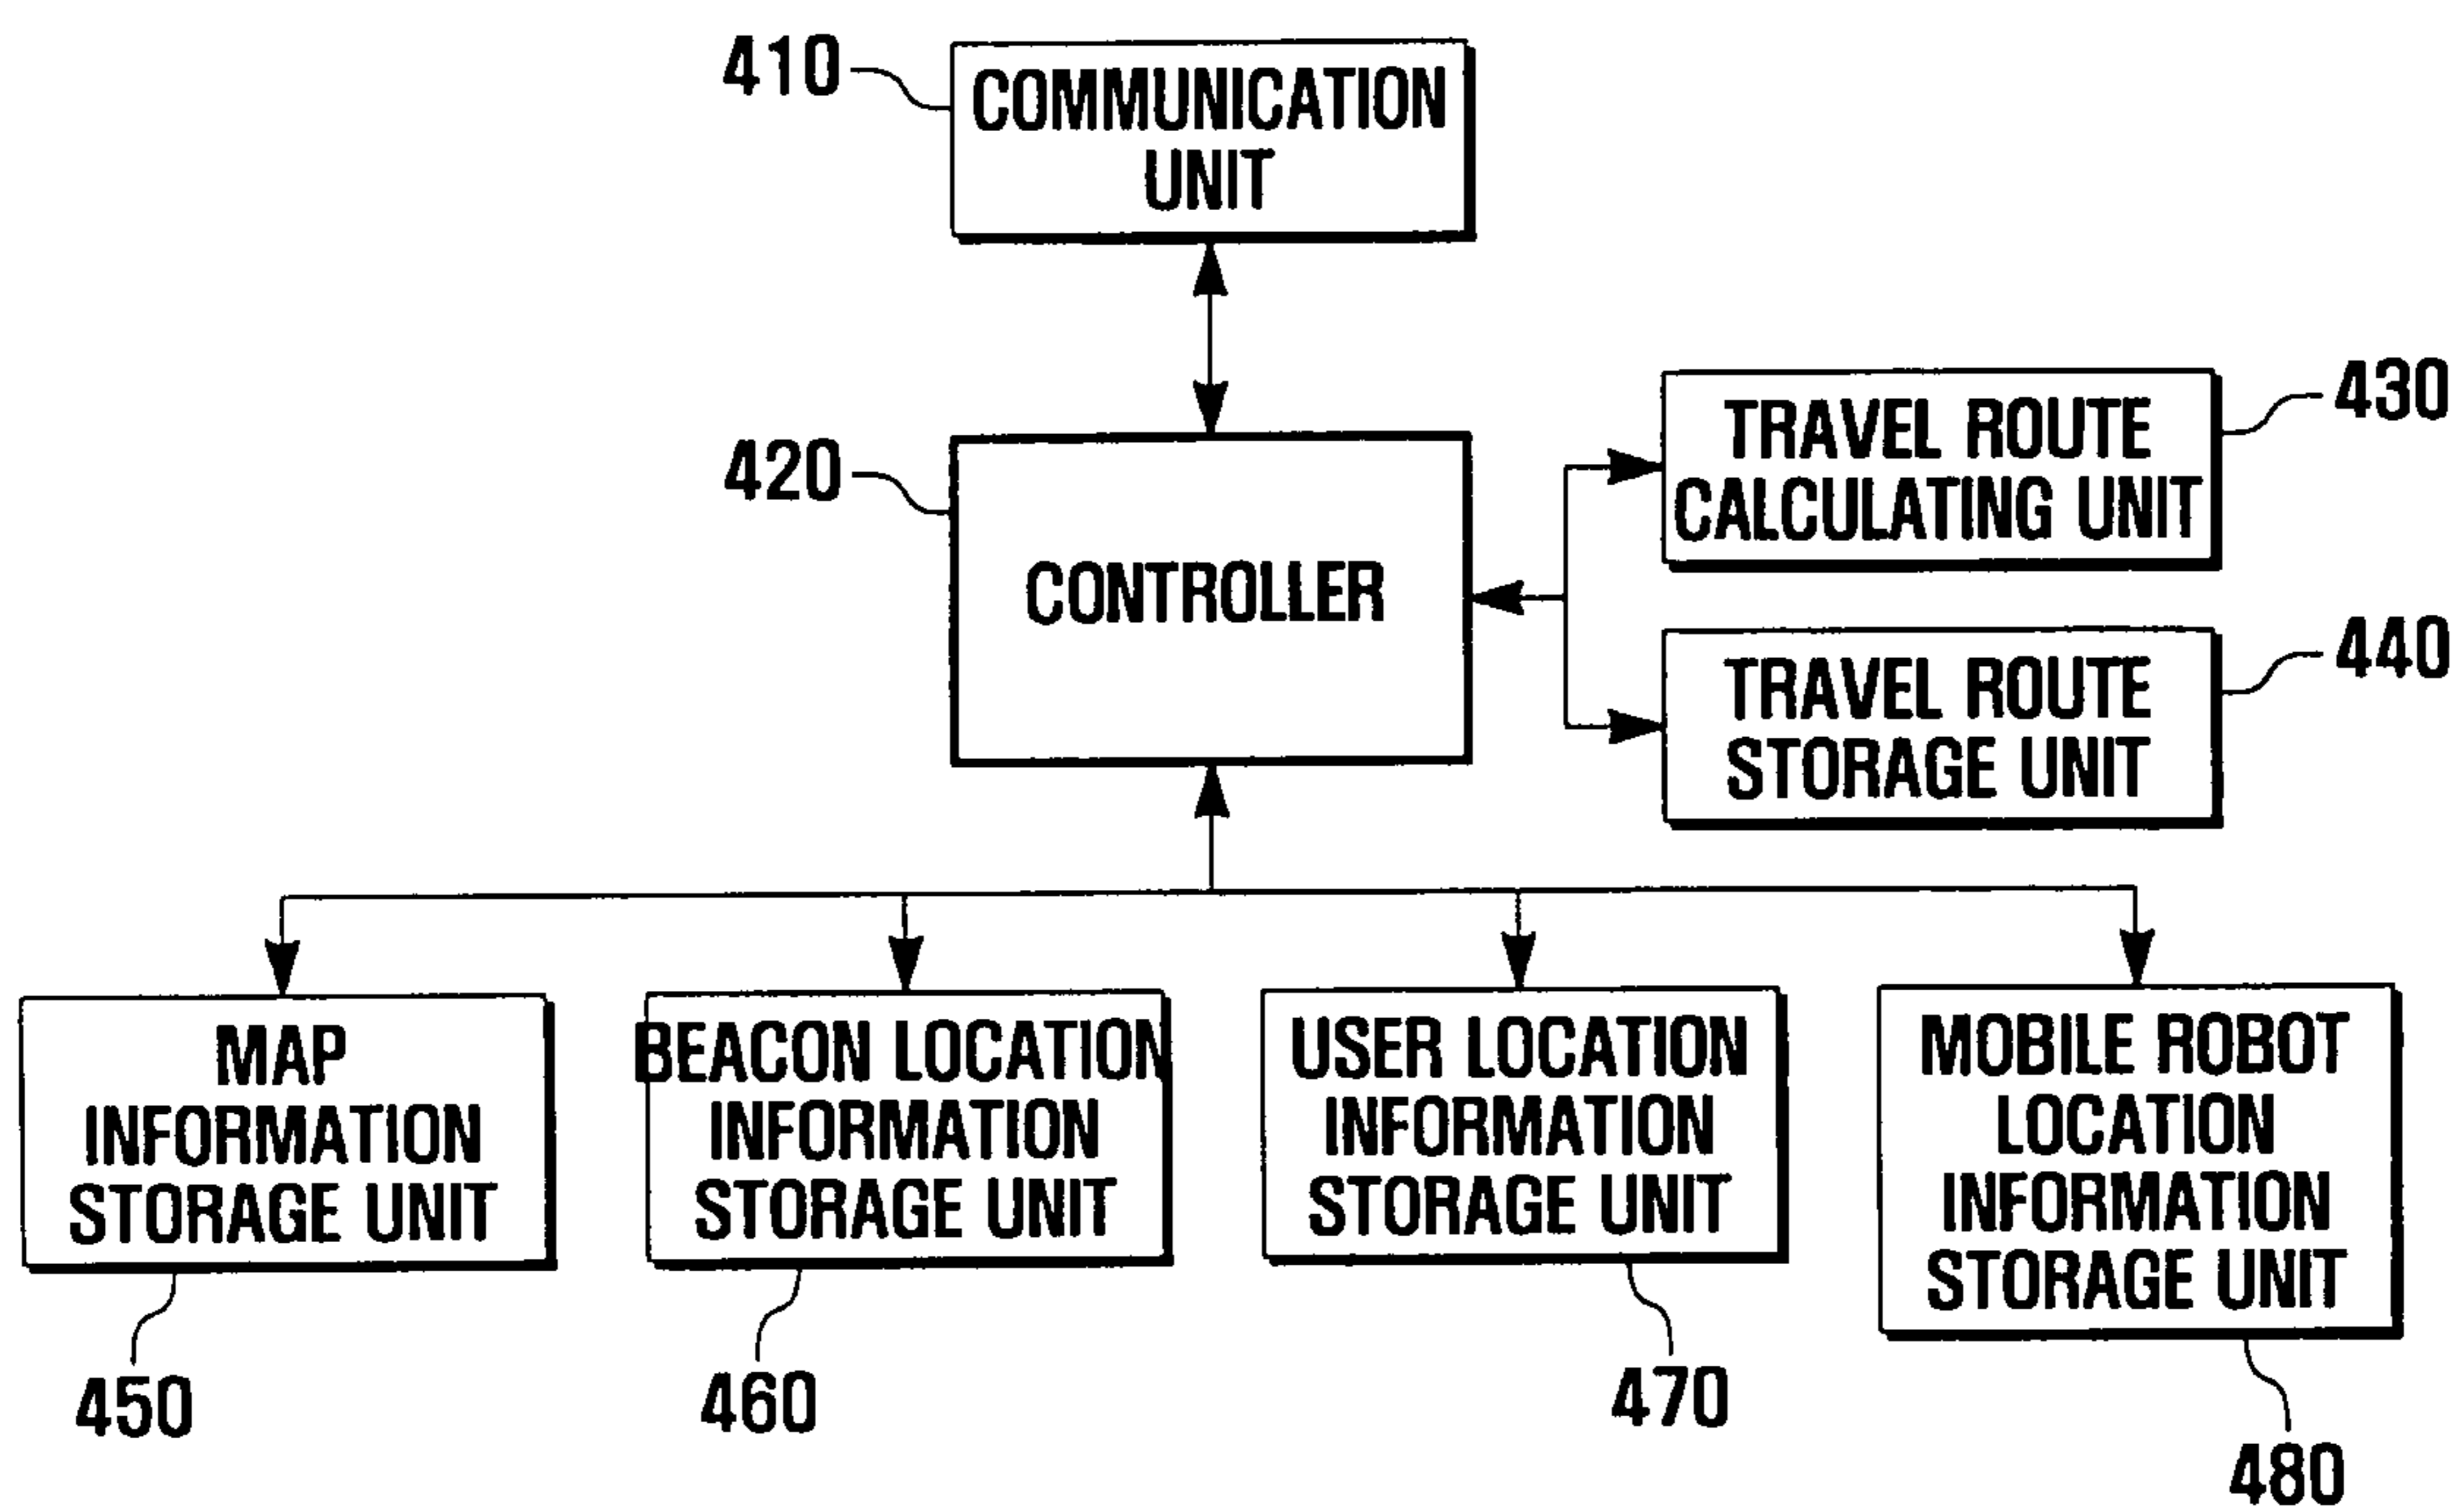 410
COMMUNICATION
UNIT
420
CONTROLLER
TRAVEL ROUTE
CALCULATING UNIT
430
TRAVEL ROUTE
STORAGE UNIT
440
MAP
INFORMATION
STORAGE UNIT
450
BEACON LOCATION
INFORMATION
STORAGE UNIT
460
USER LOCATION
INFORMATION
STORAGE UNIT
470
MOBILE ROBOT
LOCATION
INFORMATION
STORAGE UNIT
480